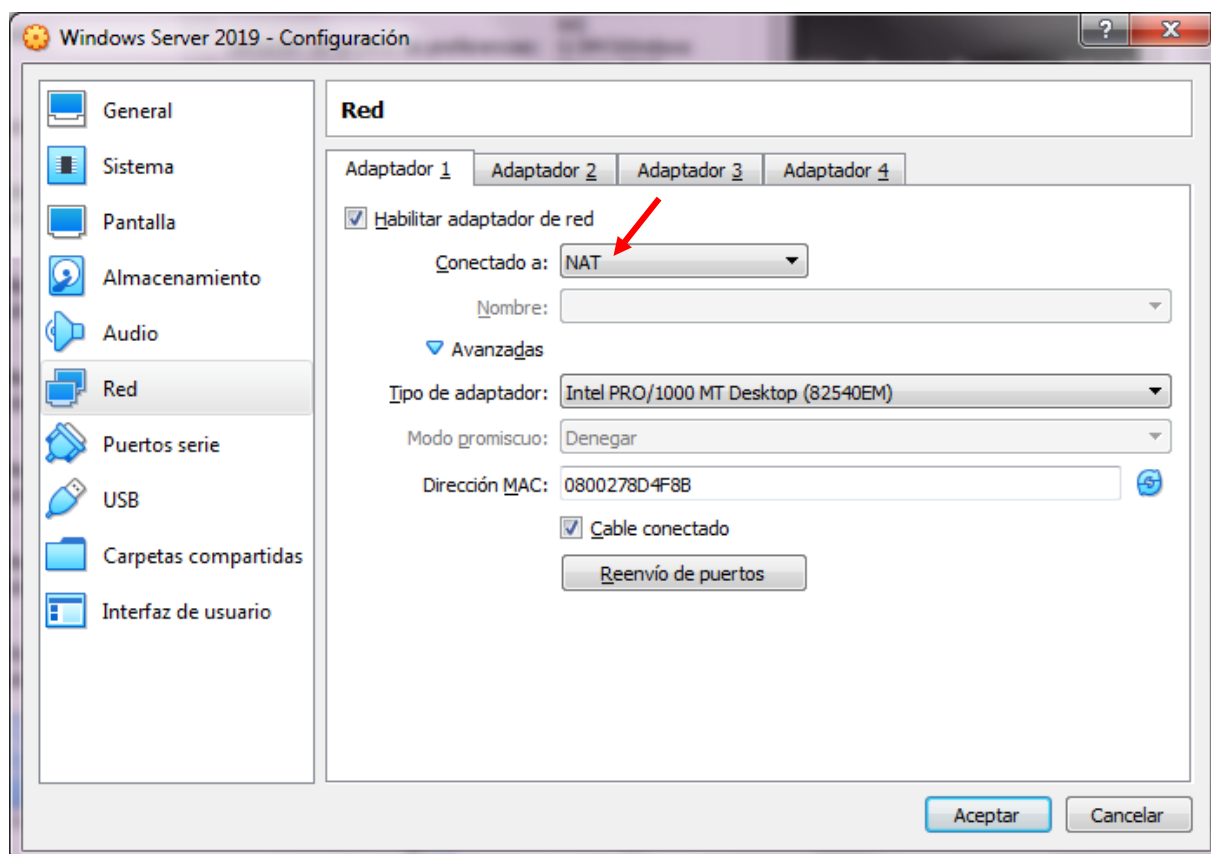 Windows Server 2019 - Configuración
?
X
General
Sistema
Pantalla
Almacenamiento
Audio
Red
Puertos serie
USB
Carpetas compartidas
Interfaz de usuario
Red
Adaptador 1 Adaptador 2 Adaptador 3 Adaptador 4
Habilitar adaptador de red
Conectado a: NAT
Nombre:
Avanzadas
Tipo de adaptador: Intel PRO/1000 MT Desktop (82540EM)
Modo promiscuo: Denegar
Dirección MAC: 0800278D4F8B
Cable conectado
Reenvío de puertos
Aceptar Cancelar